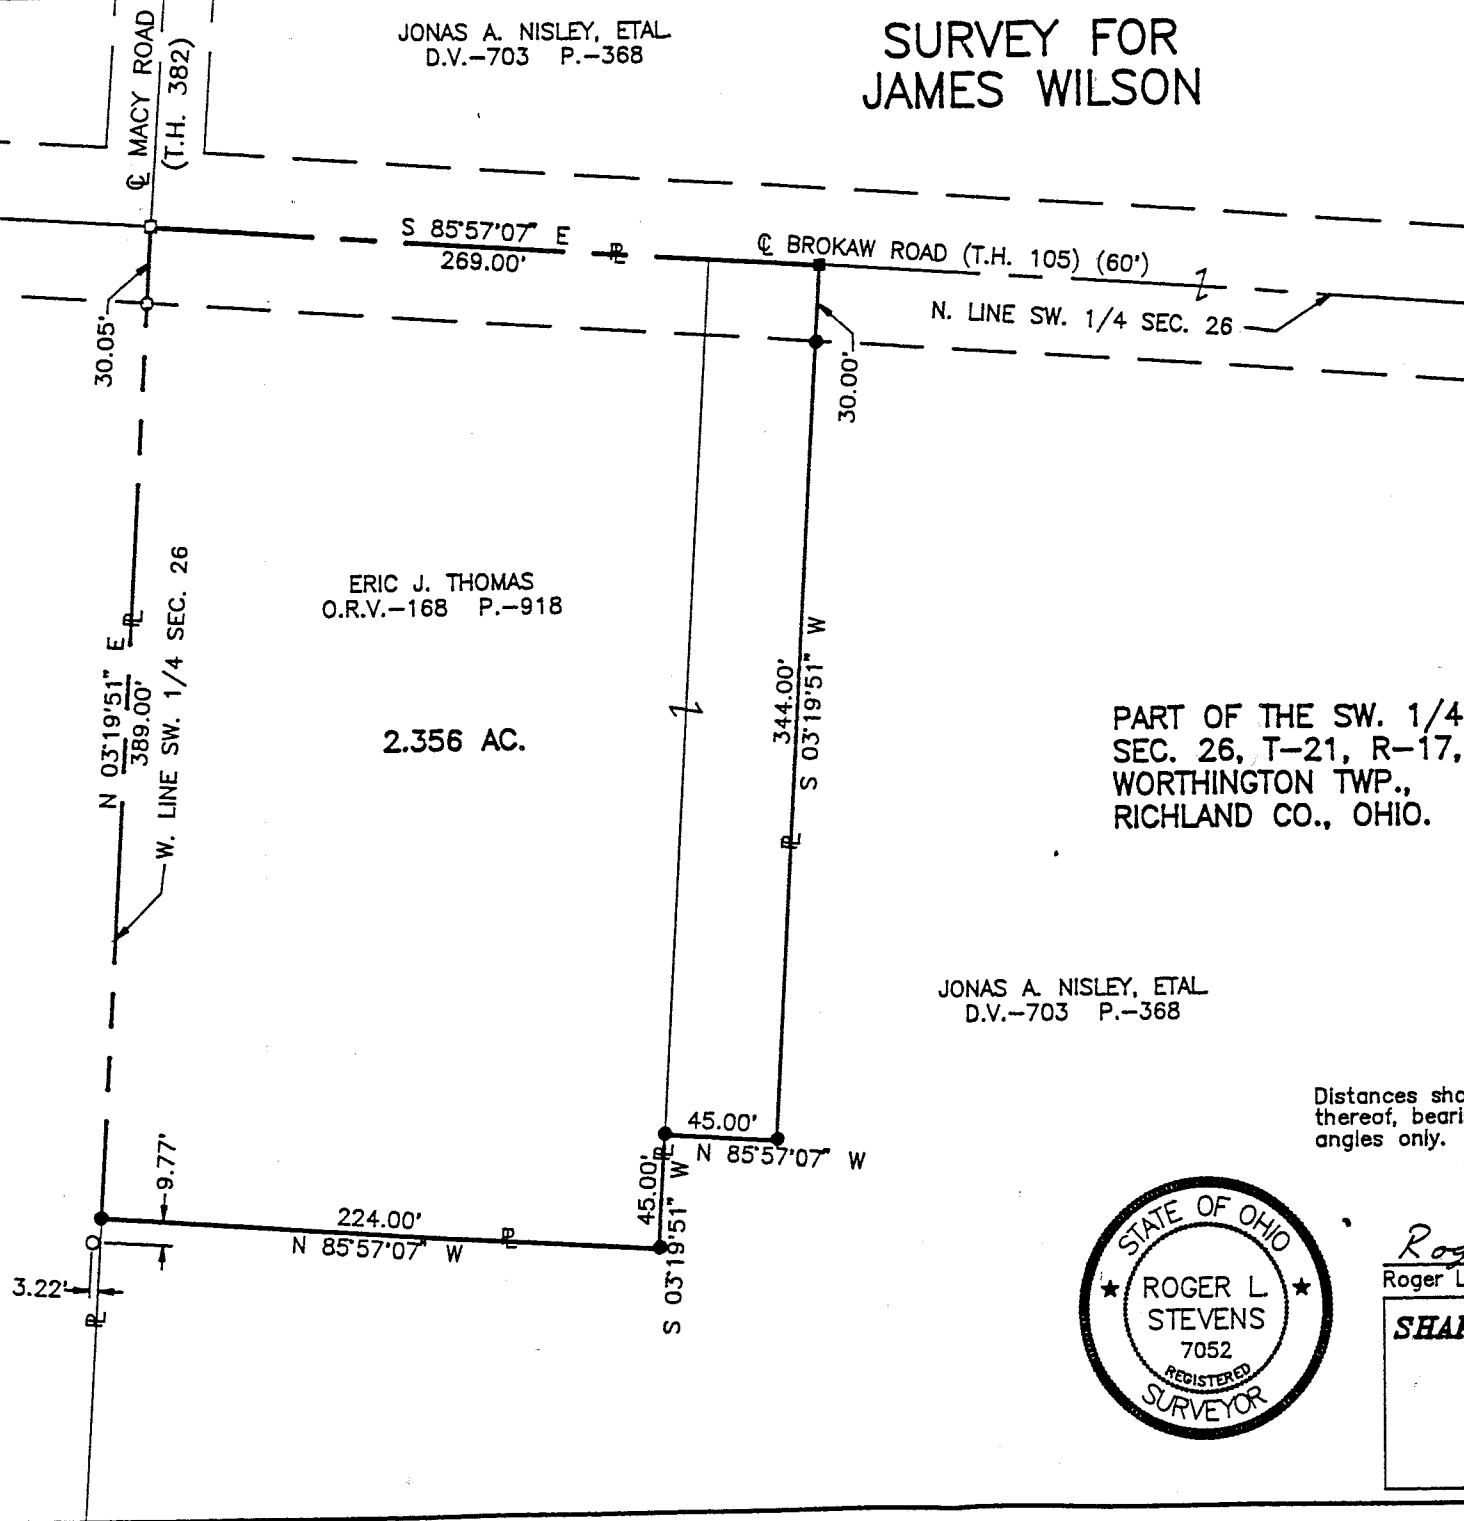 SURVEY FOR
JAMES WILSON
JONAS A. NISLEY, ETAL
D.V.-703 P.-368
℄ MACY ROAD
(T.H. 382)
S 85°57'07" E ⅊
269.00'
℄ BROKAW ROAD (T.H. 105) (60')
N. LINE SW. 1/4 SEC. 26
30.05'
30.00'
ERIC J. THOMAS
O.R.V.-168 P.-918
2.356 AC.
N 03°19'51" E ⅊
389.00'
W. LINE SW. 1/4 SEC. 26
344.00'
S 03°19'51" W
⅊
PART OF THE SW. 1/4
SEC. 26, T-21, R-17,
WORTHINGTON TWP.,
RICHLAND CO., OHIO.
JONAS A. NISLEY, ETAL
D.V.-703 P.-368
45.00'
N 85°57'07" W
45.00' ⅊
S 03°19'51" W
9.77'
224.00'
N 85°57'07" W ⅊
3.22'
⅊
Distances
thereof,
angles only.
STATE OF OHIO
ROGER L.
STEVENS
7052
REGISTERED
SURVEYOR
Roger L